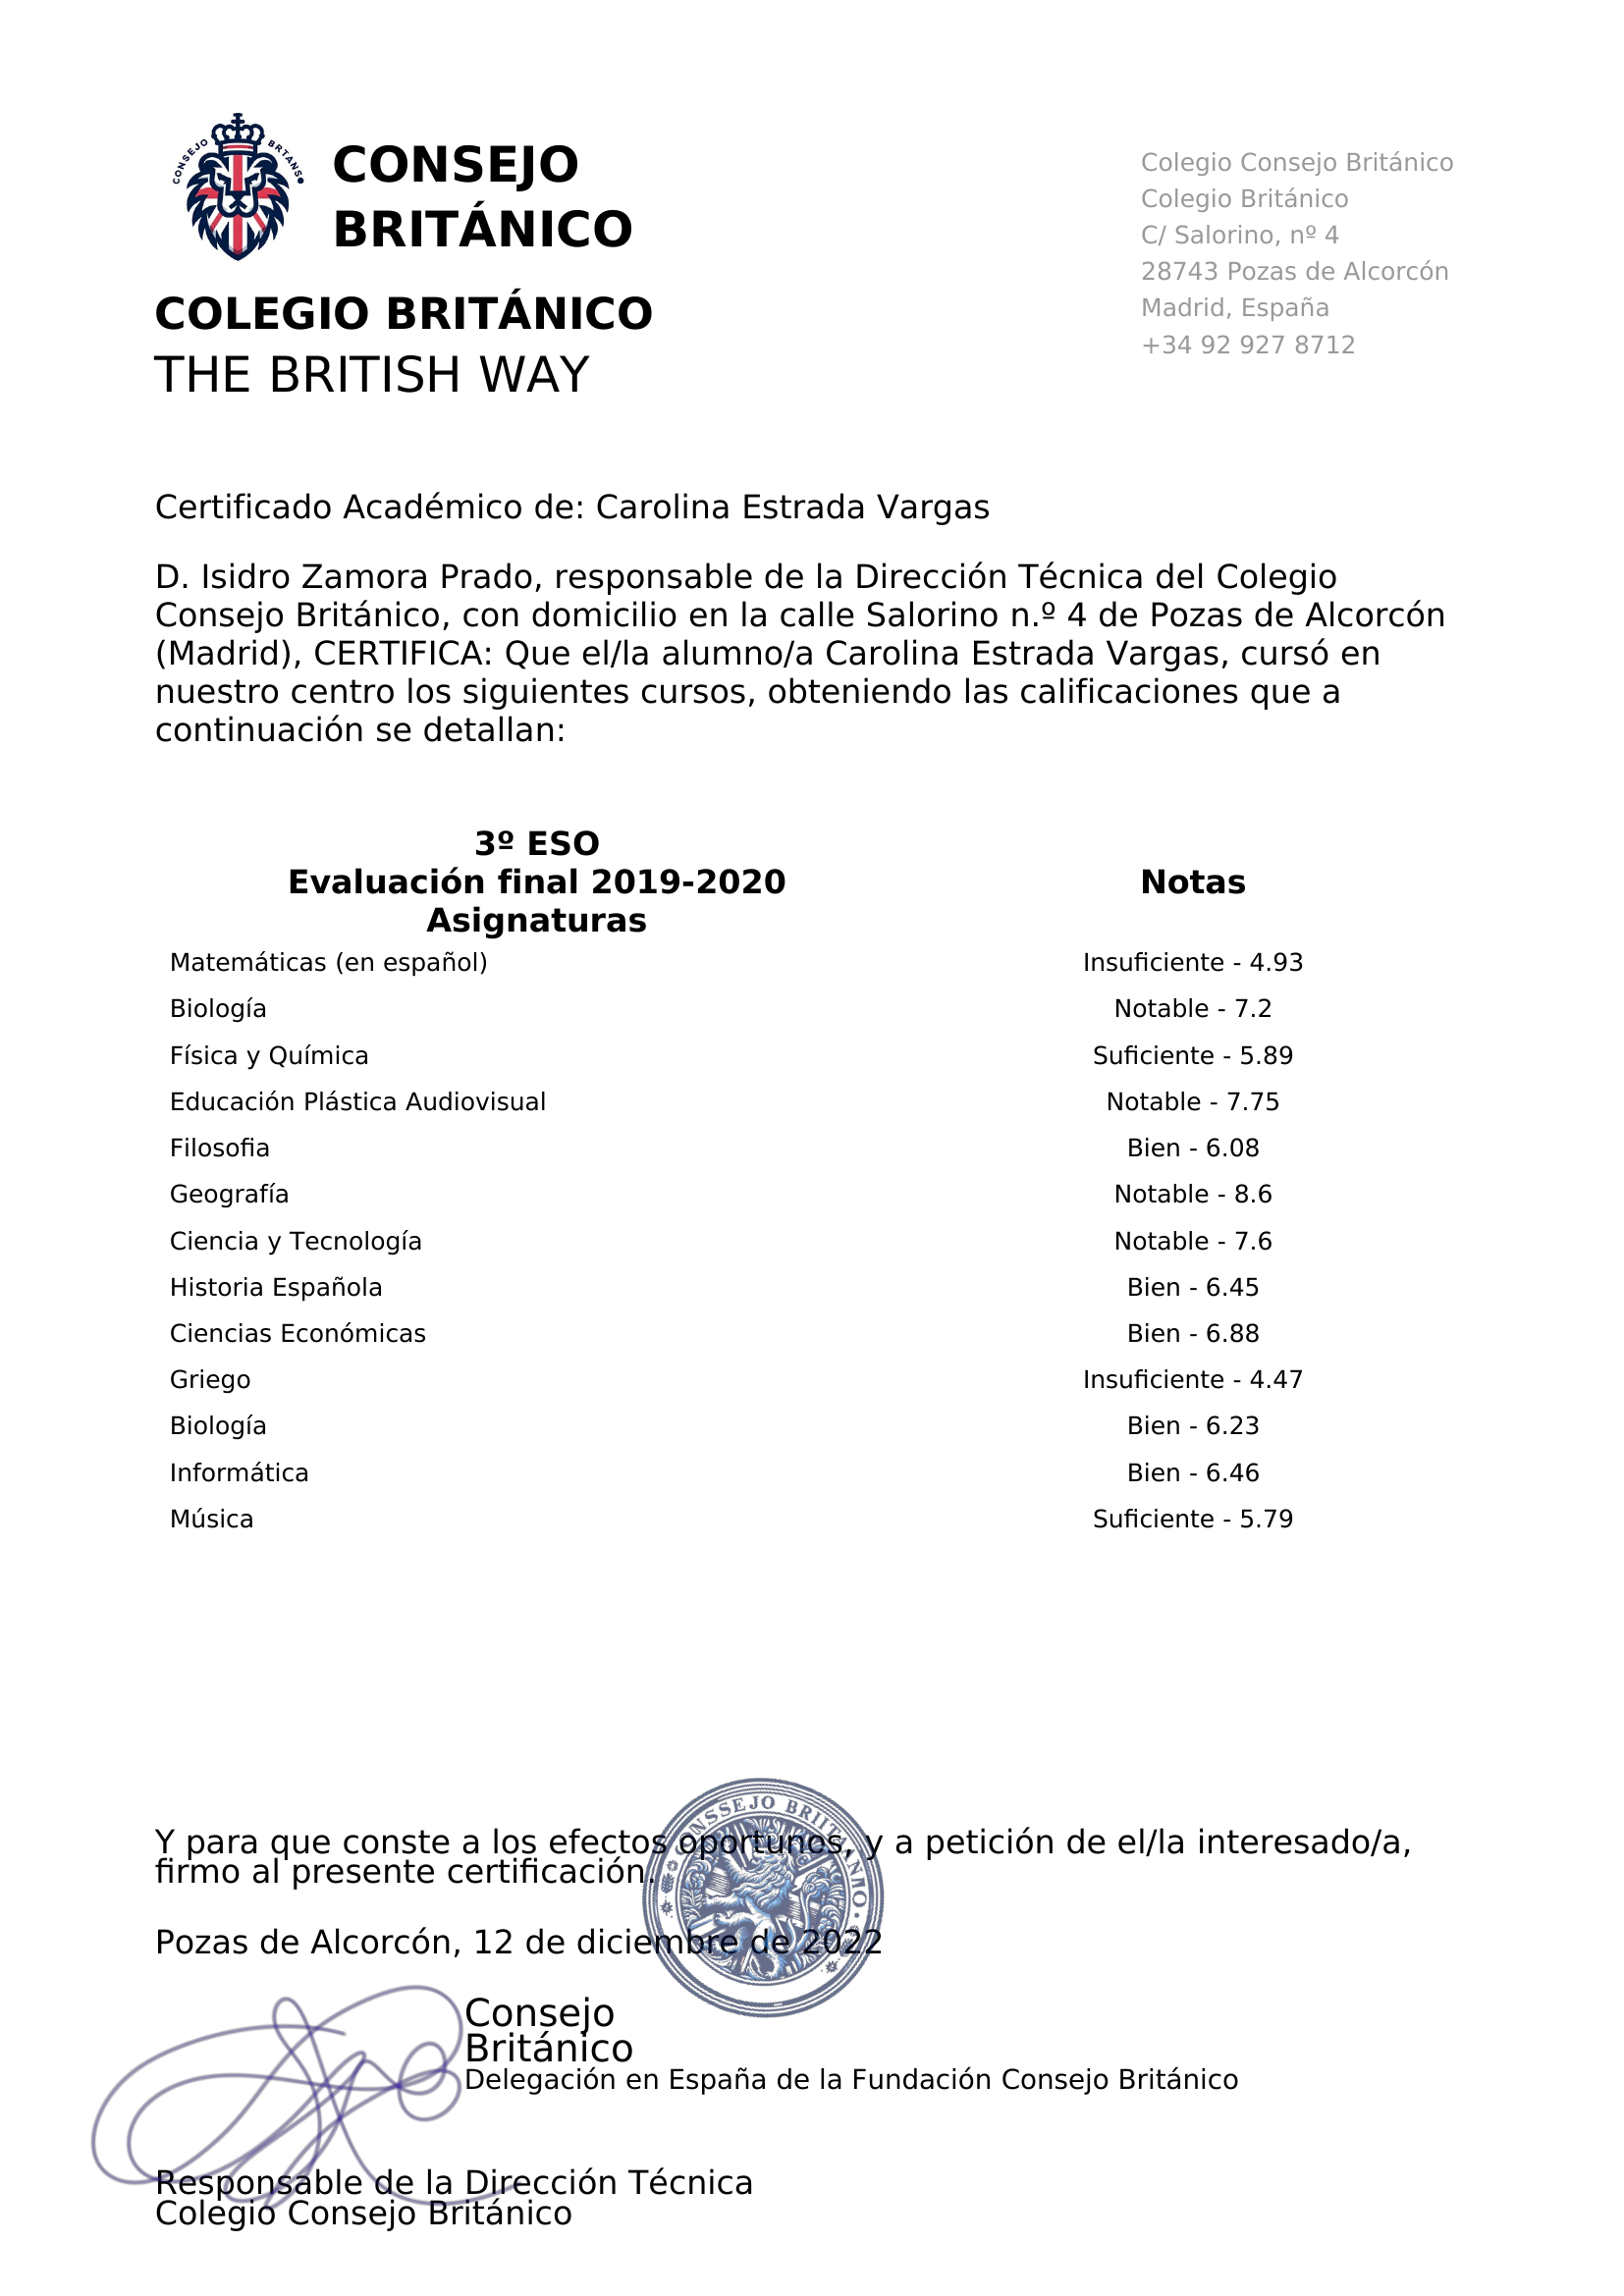 CONSEJO BRTANS
CONSEJO
BRITÁNICO
COLEGIO BRITÁNICO
THE BRITISH WAY
Colegio Consejo Británico
Colegio Británico
C/ Salorino, nº 4
28743 Pozas de Alcorcón
Madrid, España
+34 92 927 8712
Certificado Académico de: Carolina Estrada Vargas
D. Isidro Zamora Prado, responsable de la Dirección Técnica del Colegio
Consejo Británico, con domicilio en la calle Salorino n.º 4 de Pozas de Alcorcón
(Madrid), CERTIFICA: Que el/la alumno/a Carolina Estrada Vargas, cursó en
nuestro centro los siguientes cursos, obteniendo las calificaciones que a
continuación se detallan:
3º ESO
Evaluación final 2019-2020 Notas
Asignaturas
Matemáticas (en español) Insuficiente - 4.93
Biología Notable - 7.2
Física y Química Suficiente - 5.89
Educación Plástica Audiovisual Notable - 7.75
Filosofia Bien - 6.08
Geografía Notable - 8.6
Ciencia y Tecnología Notable - 7.6
Historia Española Bien - 6.45
Ciencias Económicas Bien - 6.88
Griego Insuficiente - 4.47
Biología Bien - 6.23
Informática Bien - 6.46
Música Suficiente - 5.79
CONSSEJO BRIITANNIO
Y para que conste a los efectos oportunos, y a petición de el/la interesado/a,
firmo al presente certificación.
Pozas de Alcorcón, 12 de diciembre de 2022
Consejo
Británico
Delegación en España de la Fundación Consejo Británico
Responsable de la Dirección Técnica
Colegio Consejo Británico